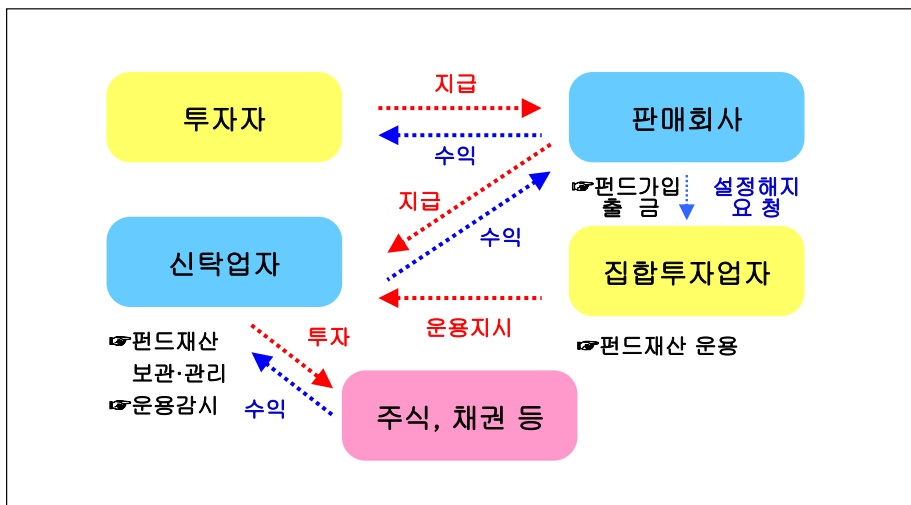 지급
투자자
판매회사
수익
☞펀드가입
출 금
설정해지
요 청
지급
수익
신탁업자
집합투자업자
운용지시
☞펀드재산
보관·관리
☞운용감시
투자
수익
☞펀드재산 운용
주식, 채권 등